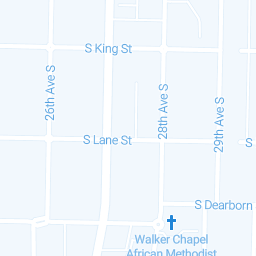 S King St
26th Ave S
28th Ave S
29th Ave S
S Lane St
S
S Dearborn
Walker Chapel
African Methodist